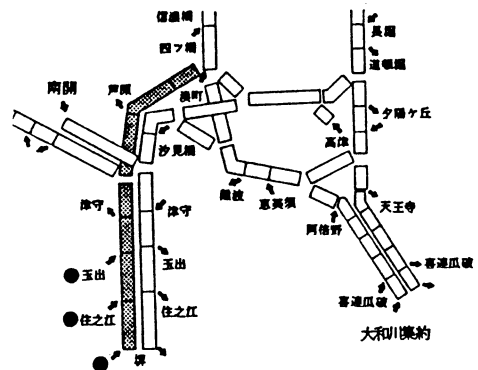 信濃橋
四ツ橋
長堀
道頓堀
芦原
湊町
南開
夕陽ケ丘
高津
汐見橋
難波
恵美須
天王寺
阿倍野
津守
津守
玉出
玉出
喜連瓜破
喜連瓜破
住之江
住之江
大和川集約
堺